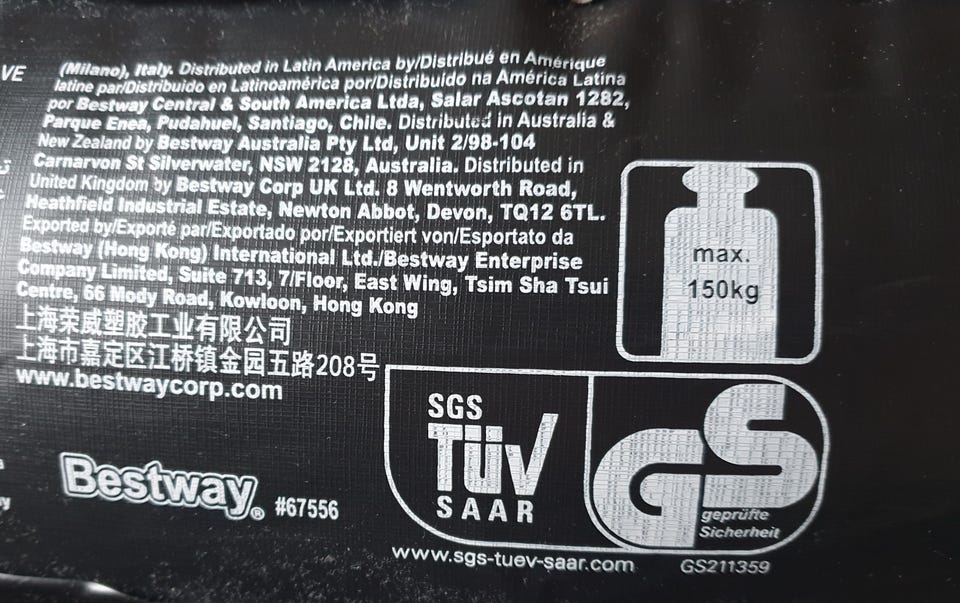 VE
(Milano), Italy. Distributed in Latin America by/Distribué en Amérique
latine par/Distribuido en Latinoamérica por/Distribuído na América Latina
por Bestway Central & South America Ltda, Salar Ascotan 1282,
Parque Enea, Pudahuel, Santiago, Chile. Distributed in Australia &
New Zealand by Bestway Australia Pty Ltd, Unit 2/98-104
Carnarvon St Silverwater, NSW 2128, Australia. Distributed in
United Kingdom by Bestway Corp UK Ltd. 8 Wentworth Road,
Heathfield Industrial Estate, Newton Abbot, Devon, TQ12 6TL.
Exported by/Exporté par/Exportado por/Exportiert von/Esportato da
Bestway (Hong Kong) International Ltd./Bestway Enterprise
Company Limited, Suite 713, 7/Floor, East Wing, Tsim Sha Tsui
Centre, 66 Mody Road, Kowloon, Hong Kong
上海荣威塑胶工业有限公司
上海市嘉定区江桥镇金园五路208号
www.bestwaycorp.com
max.
150kg
Bestway® #67556
SGS
TÜV
SAAR
GS
geprüfte
Sicherheit
www.sgs-tuev-saar.com
GS211359